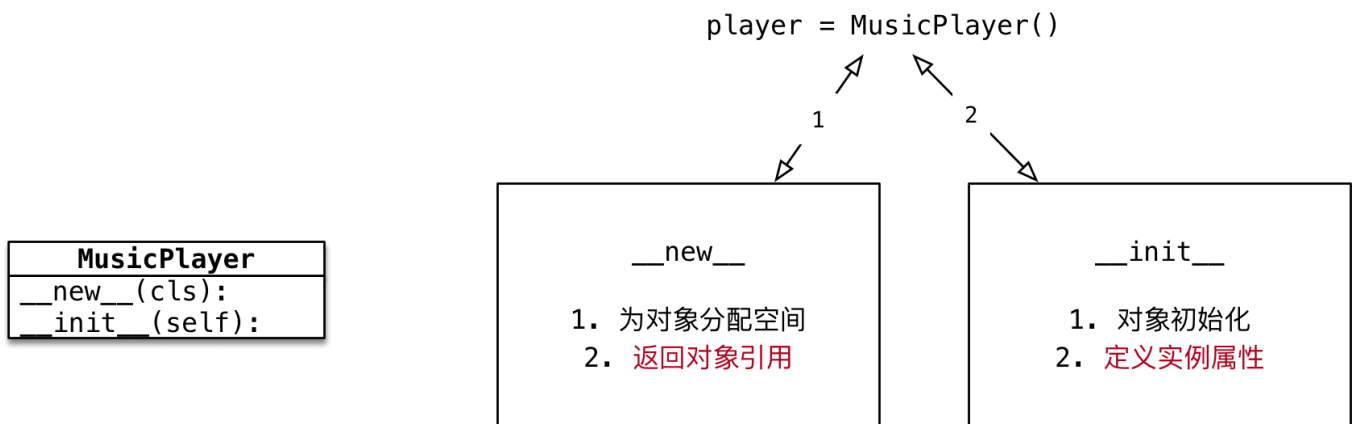 player = MusicPlayer()
1
2
MusicPlayer
__new__(cls):
__init__(self):
__new__
1. 为对象分配空间
2. 返回对象引用
__init__
1. 对象初始化
2. 定义实例属性